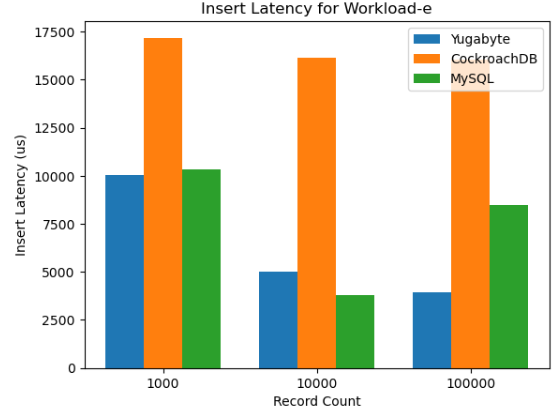 Insert Latency for Workload-e
17500
15000
12500
10000
7500
5000
2500
0
Insert Latency (us)
Yugabyte
CockroachDB
MySQL
1000
10000
100000
Record Count